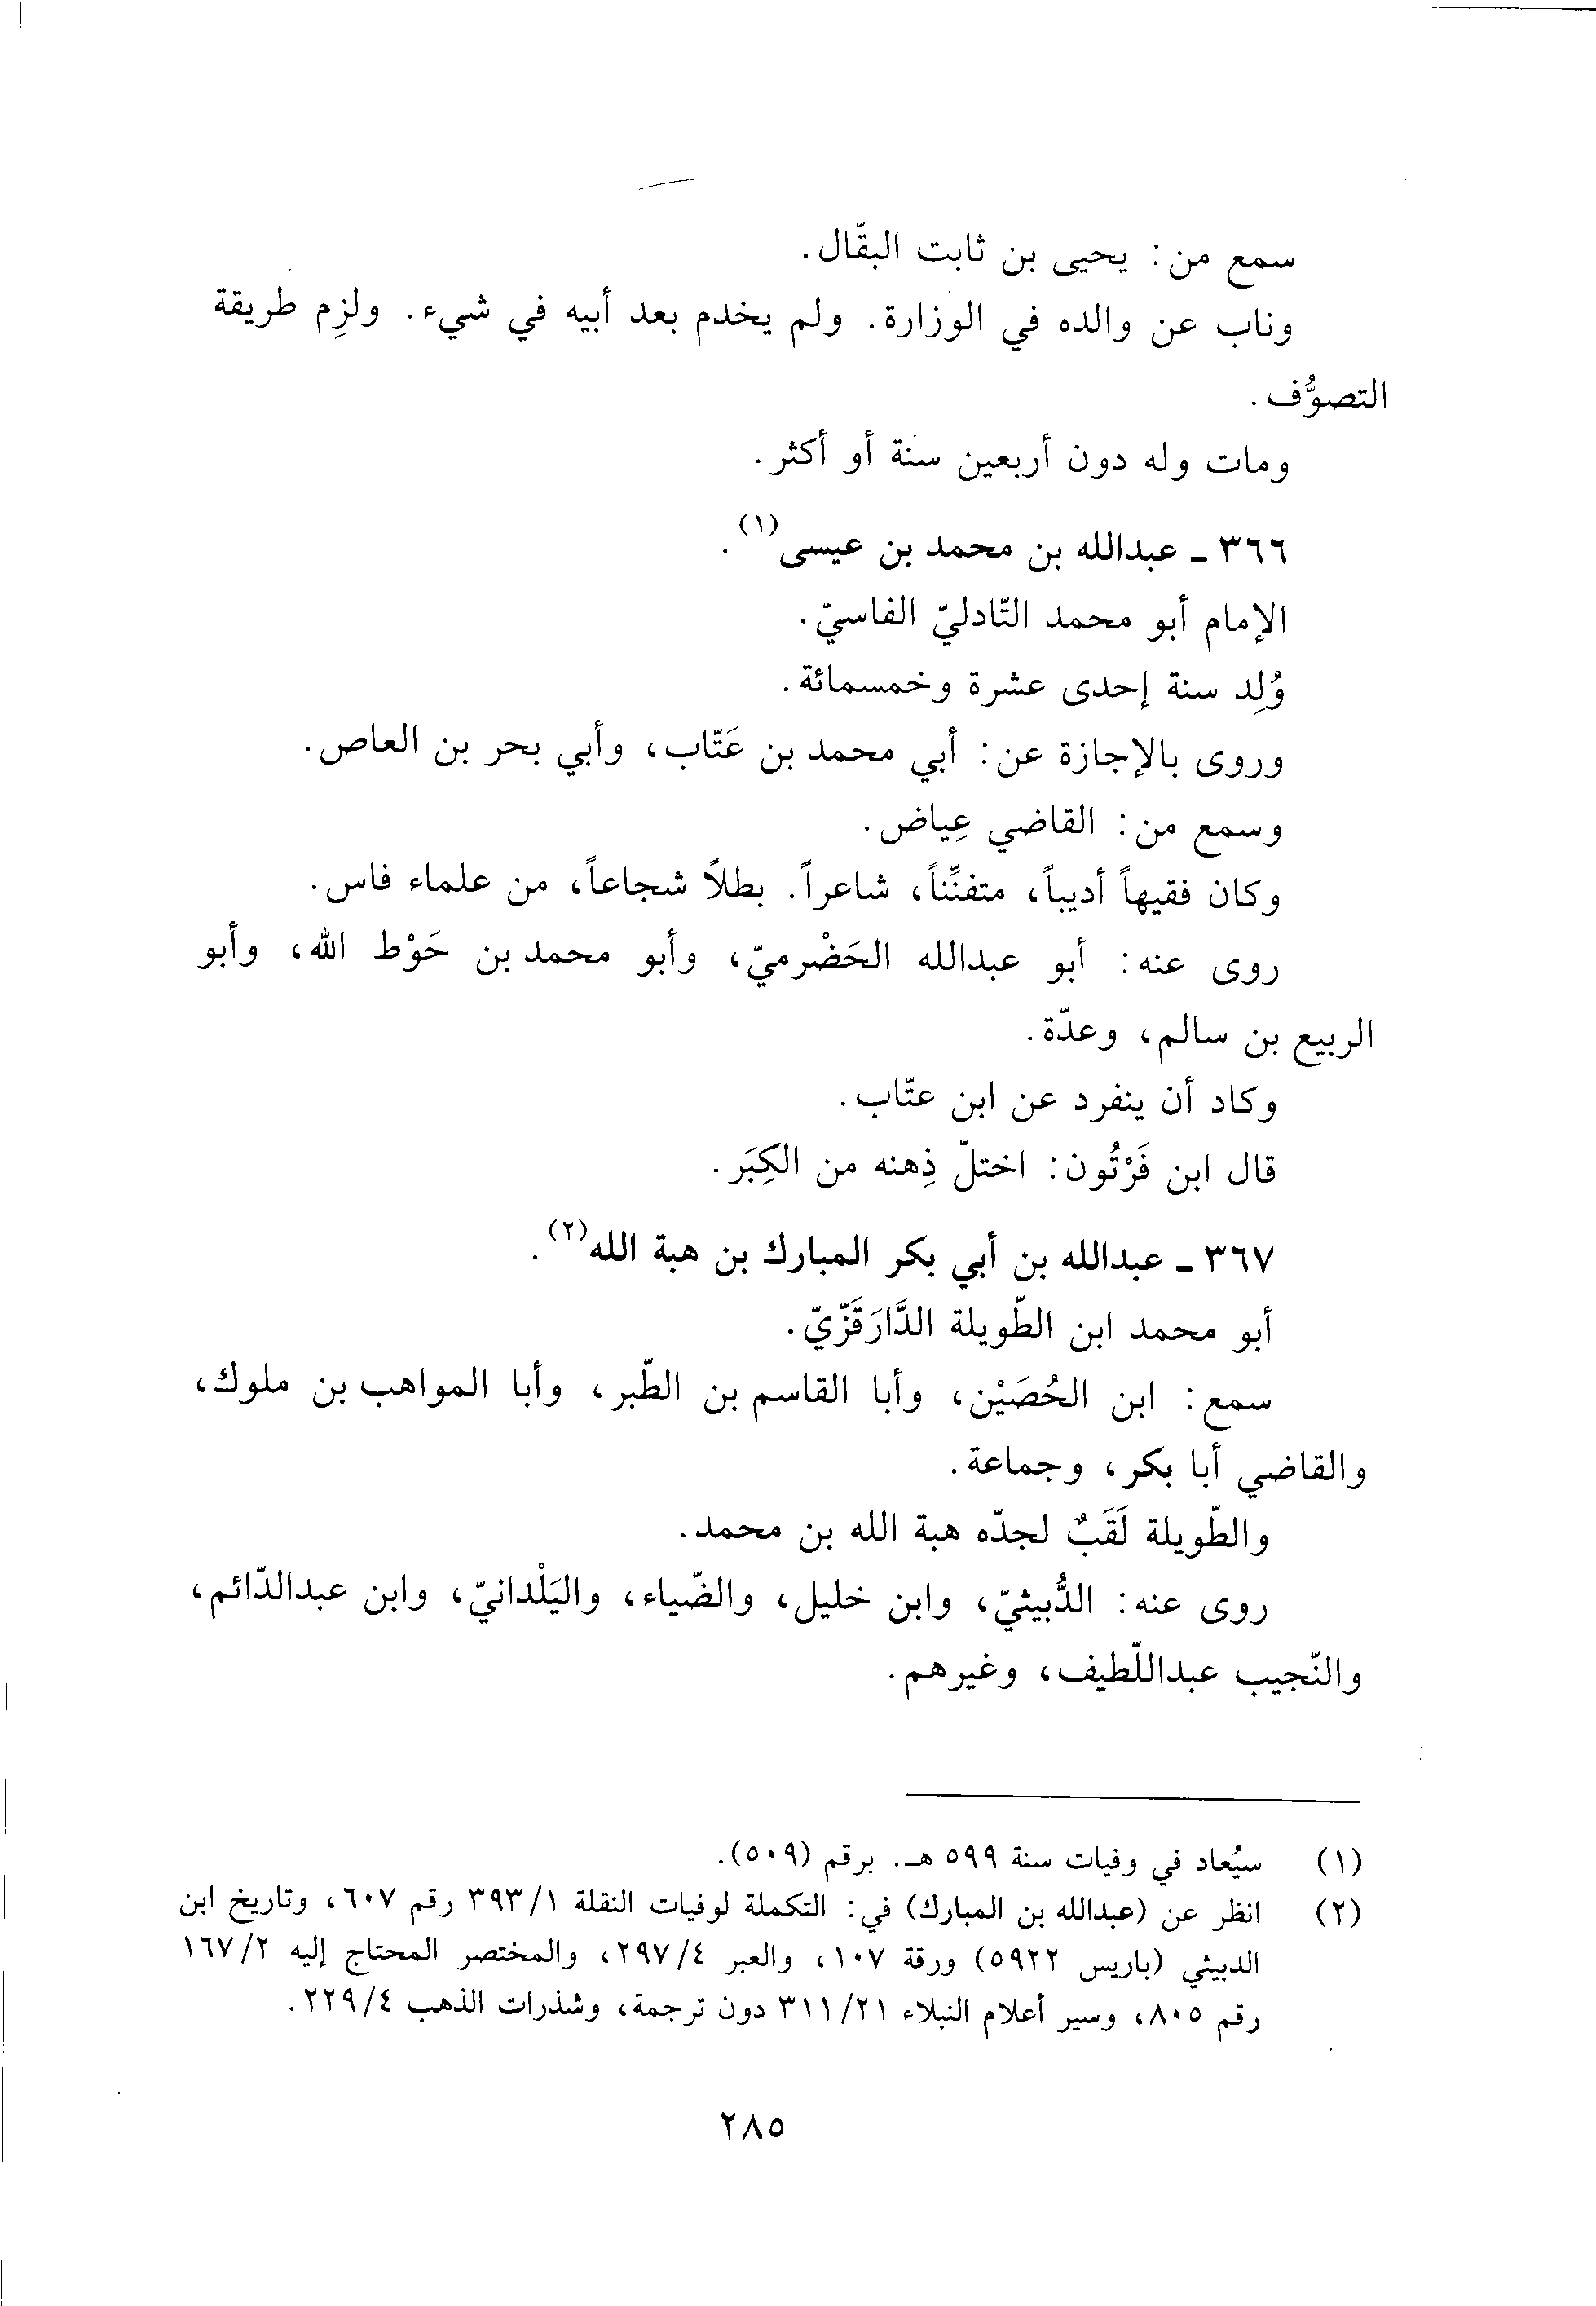 سمع من: يحيى بن ثابت البقّال.
وناب عن والده في الوزارة. ولم يخدم بعد أبيه في شيء. ولزِم طريقة
التصوُّف.
ومات وله دون أربعين سنة أو أكثر.
٣٦٦ ـ عبدالله بن محمد بن عيسى(١).
الإمام أبو محمد التّادليّ الفاسيّ.
وُلِد سنة إحدى عشرة وخمسمائة.
وروى بالإجازة عن: أبي محمد بن عَتّاب، وأبي بحر بن العاص.
وسمع من: القاضي عِياض.
وكان فقيهاً أديباً، متفنِّناً، شاعراً. بطلاً شجاعاً، من علماء فاس.
روى عنه: أبو عبدالله الحَضْرميّ، وأبو محمد بن حَوْط الله، وأبو
الربيع بن سالم، وعدّة.
وكاد أن ينفرد عن ابن عتّاب.
قال ابن فَرْتُون: اختلّ ذِهنه من الكِبَر.
٣٦٧ ـ عبدالله بن أبي بكر المبارك بن هبة الله(٢).
أبو محمد ابن الطّويلة الدَّارَقَزّيّ.
سمع: ابن الحُصَيْن، وأبا القاسم بن الطّبر، وأبا المواهب بن ملوك،
والقاضي أبا بكر، وجماعة.
والطّويلة لَقَبٌ لجدّه هبة الله بن محمد.
روى عنه: الدُّبيثيّ، وابن خليل، والضّياء، واليَلْدانيّ، وابن عبدالدّائم،
والنّجيب عبداللّطيف، وغيرهم.
(١) سيُعاد في وفيات سنة ٥٩٩ هـ. برقم (٥٠٩).
(٢) انظر عن (عبدالله بن المبارك) في: التكملة لوفيات النقلة ١/ ٣٩٣ رقم ٦٠٧، وتاريخ ابن
الدبيثي (باريس ٥٩٢٢) ورقة ١٠٧، والعبر ٤/ ٢٩٧، والمختصر المحتاج إليه ٢/ ١٦٧
رقم ٨٠٥، وسير أعلام النبلاء ٢١/ ٣١١ دون ترجمة، وشذرات الذهب ٤/ ٢٢٩.
٢٨٥